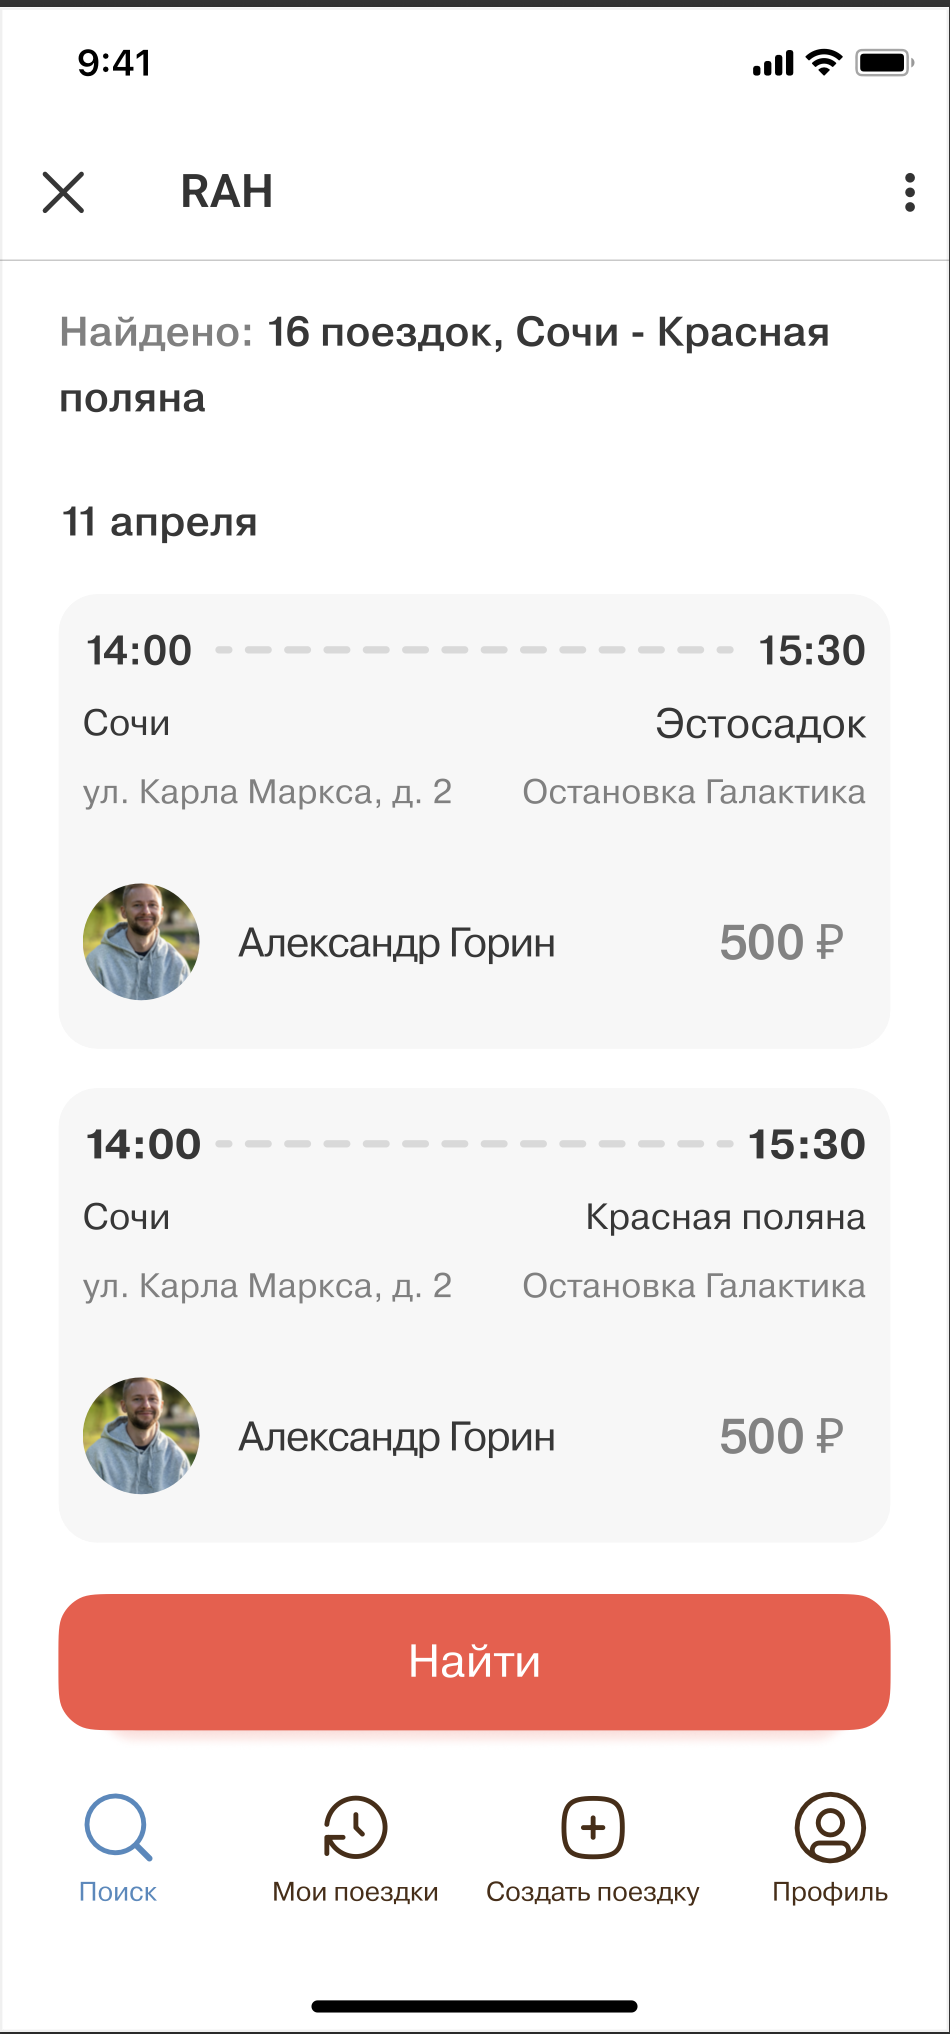 9:41
RAH
Найдено: 16 поездок, Сочи - Красная
поляна
11 апреля
14:00 15:30
Сочи Эстосадок
ул. Карла Маркса, д. 2 Остановка Галактика
Александр Горин 500 ₽
14:00 15:30
Сочи Красная поляна
ул. Карла Маркса, д. 2 Остановка Галактика
Александр Горин 500 ₽
Найти
Поиск Мои поездки Создать поездку Профиль